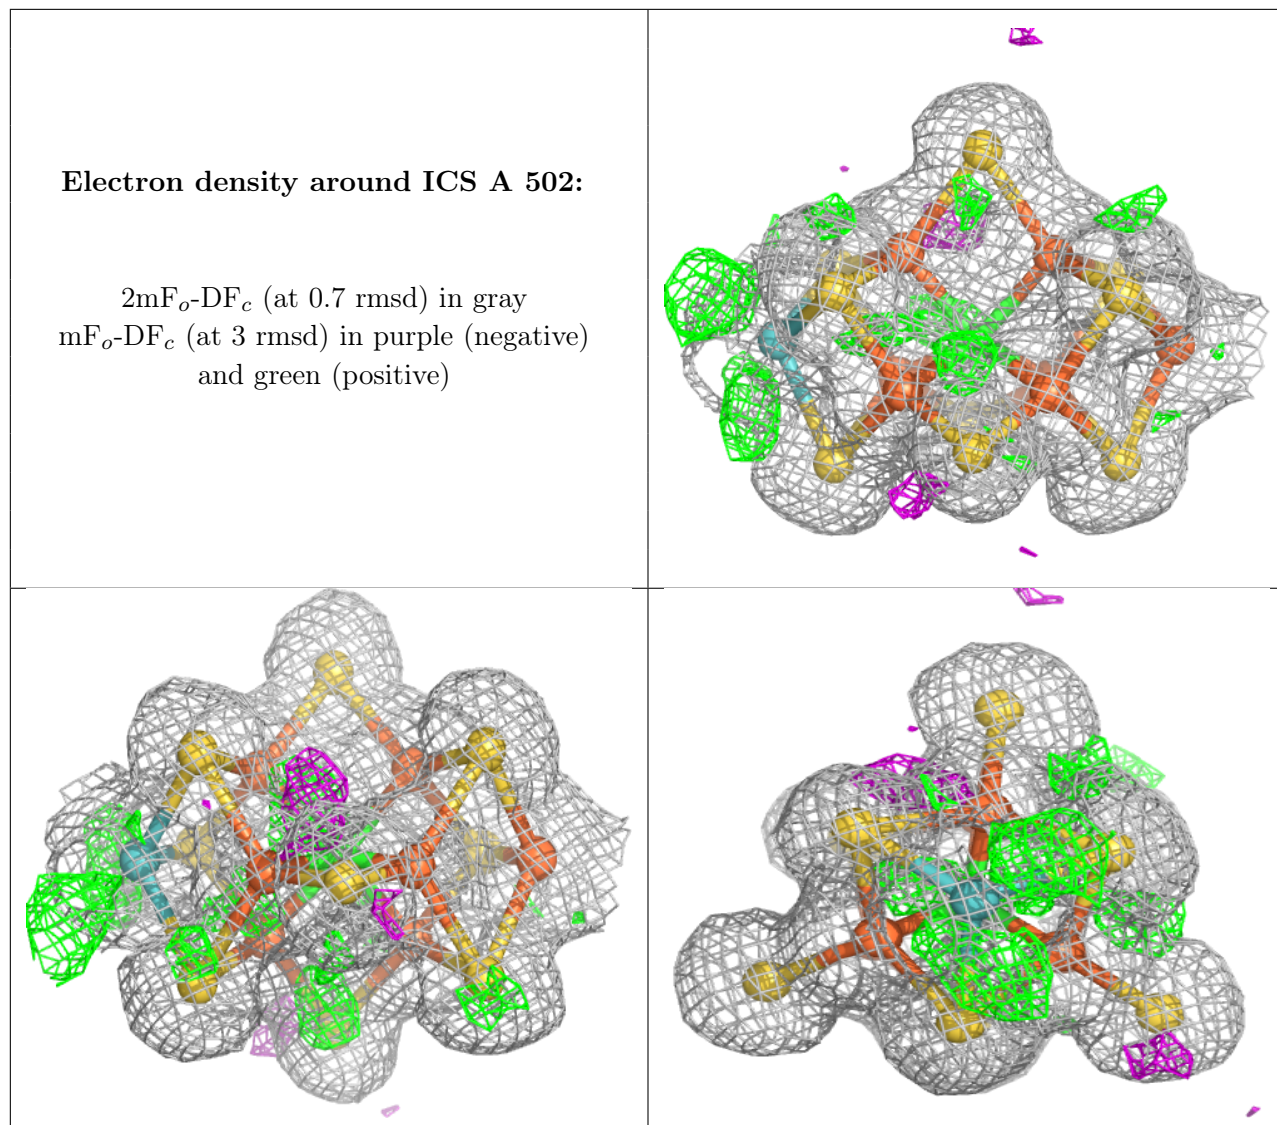 Electron density around ICS A 502:
2mFo-DFc (at 0.7 rmsd) in gray
mFo-DFc (at 3 rmsd) in purple (negative)
and green (positive)